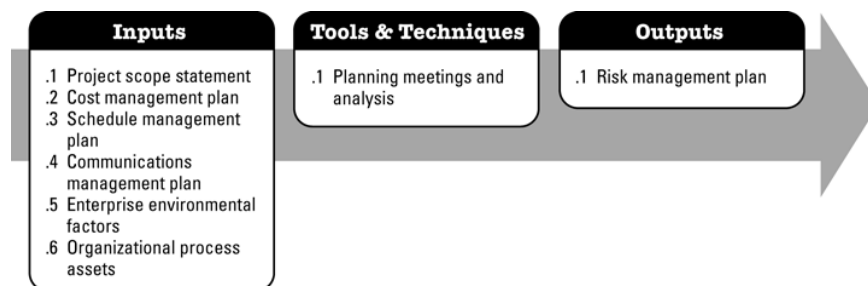 Inputs
.1 Project scope statement
.2 Cost management plan
.3 Schedule management
plan
.4 Communications
management plan
.5 Enterprise environmental
factors
.6 Organizational process
assets
Tools & Techniques
.1 Planning meetings and
analysis
Outputs
.1 Risk management plan